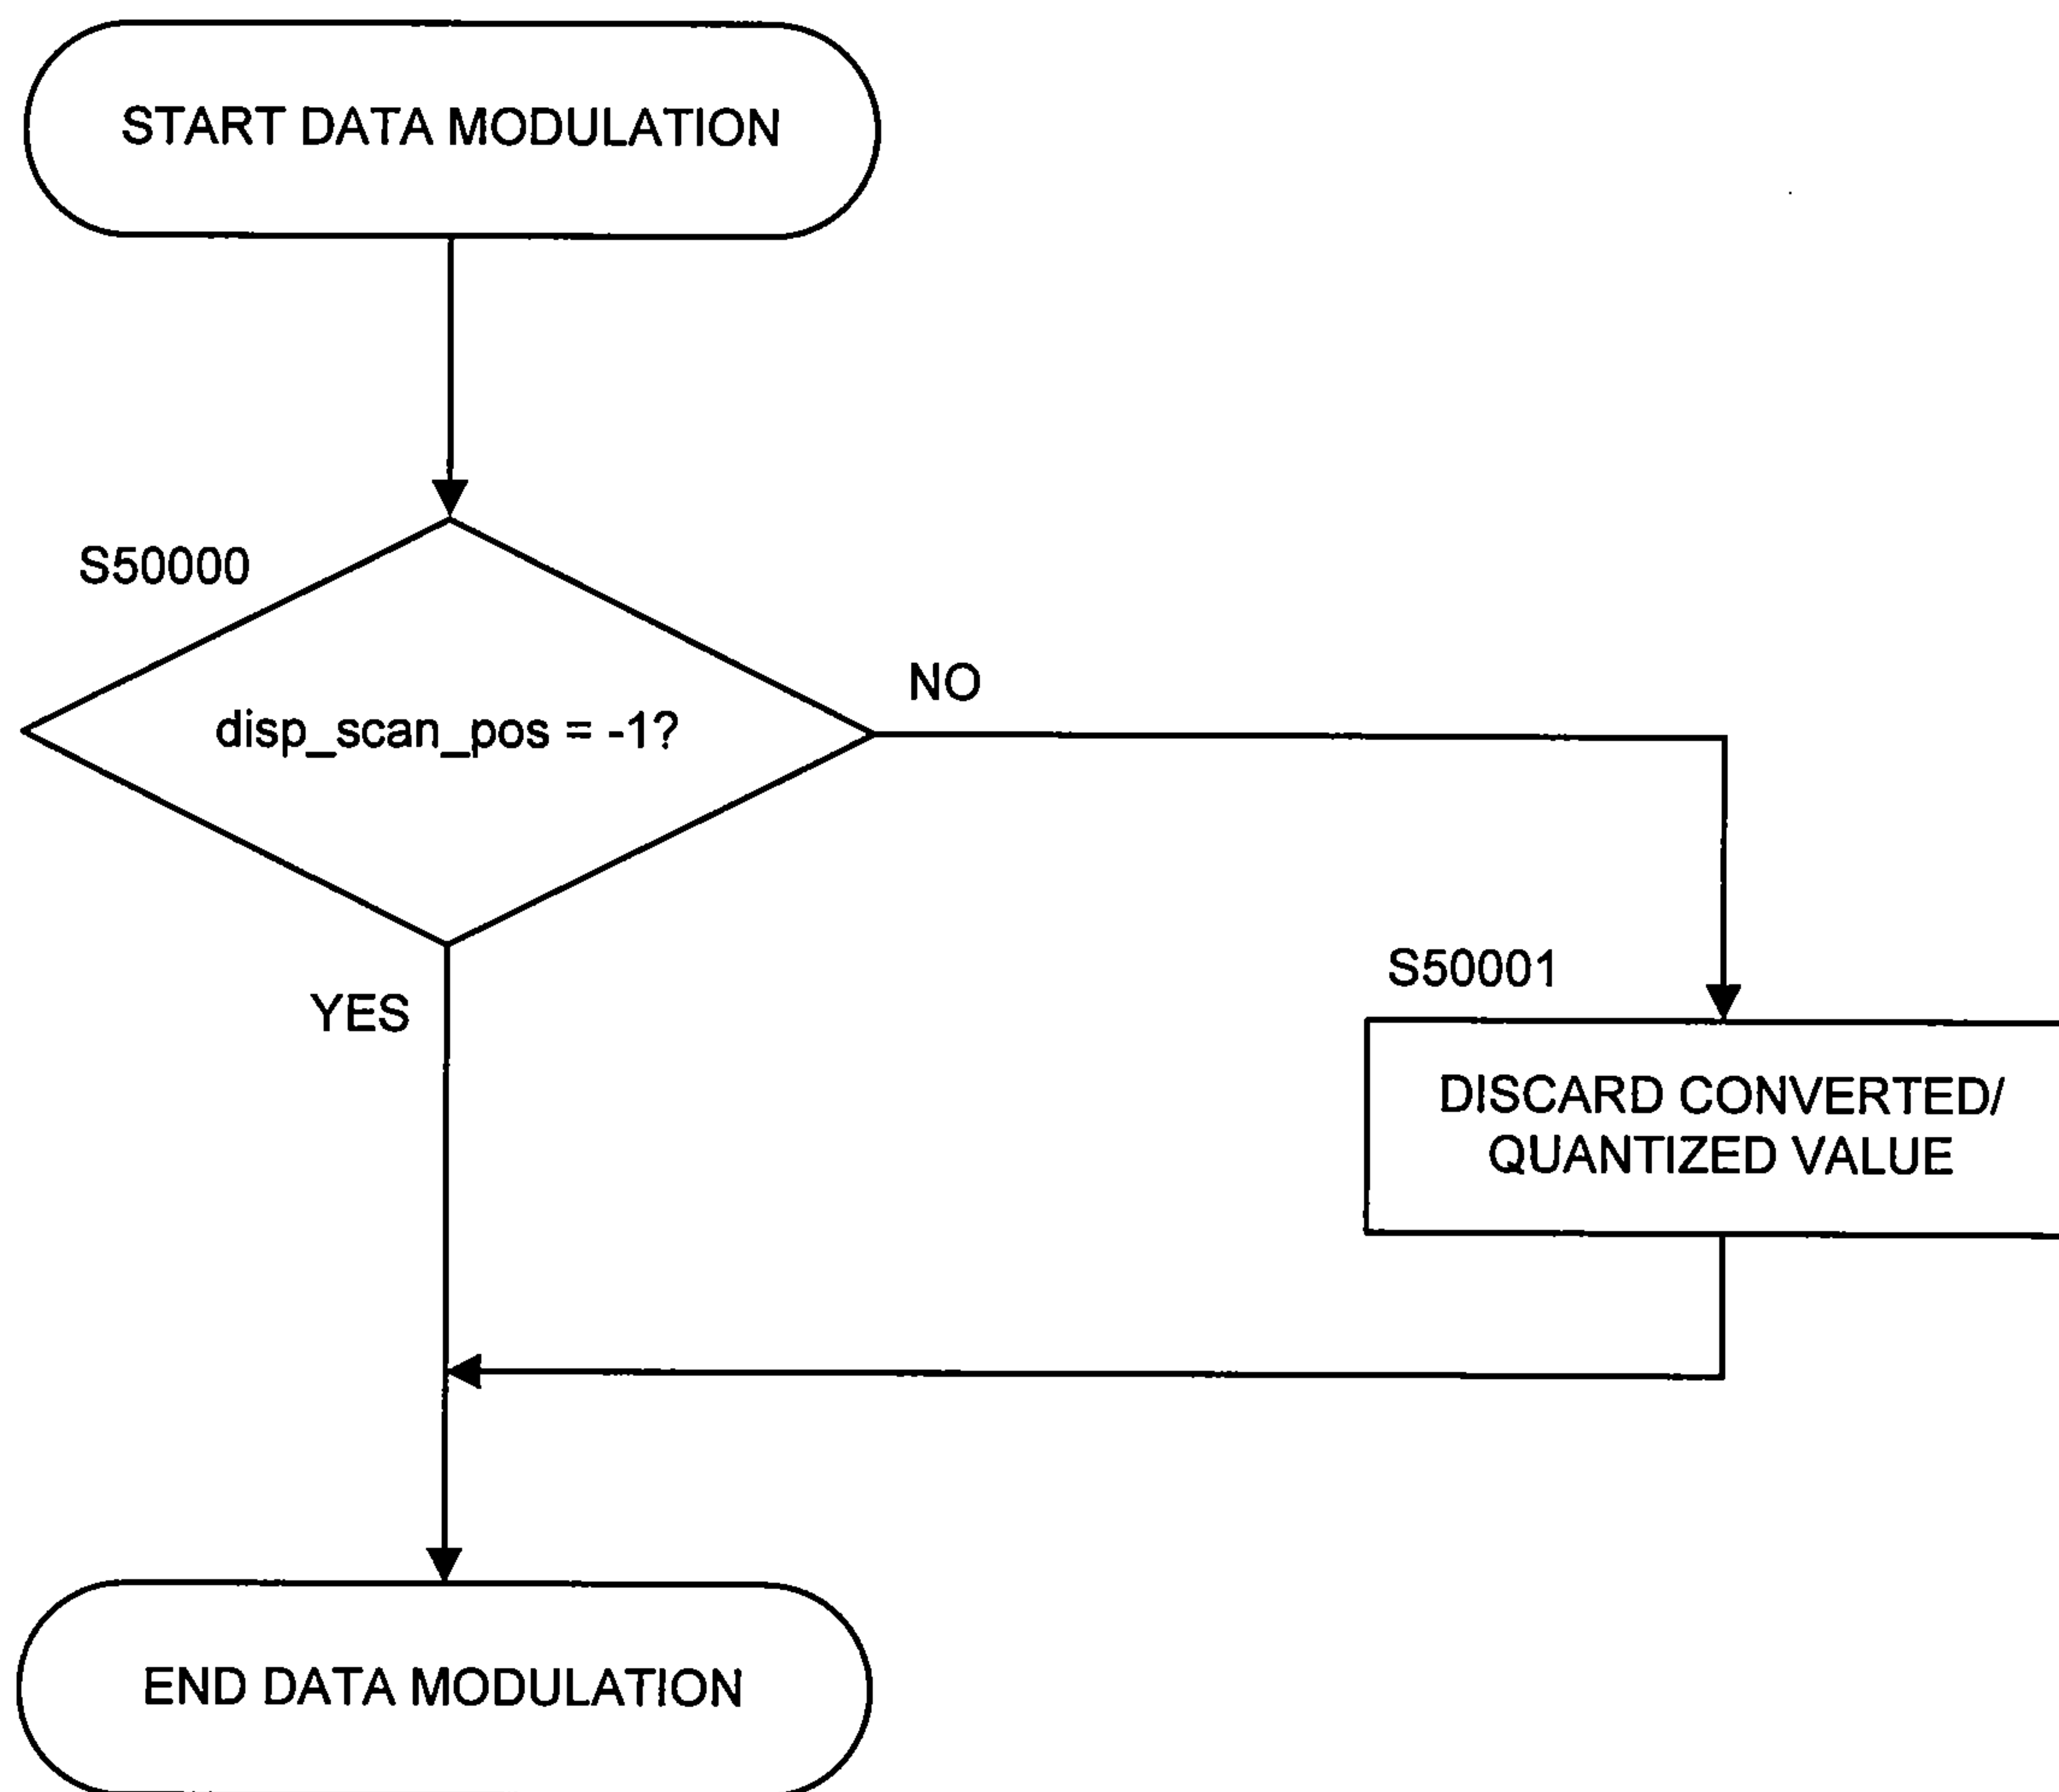 START DATA MODULATION
S50000
disp_scan_pos = -1?
NO
YES
S50001
DISCARD CONVERTED/
QUANTIZED VALUE
END DATA MODULATION